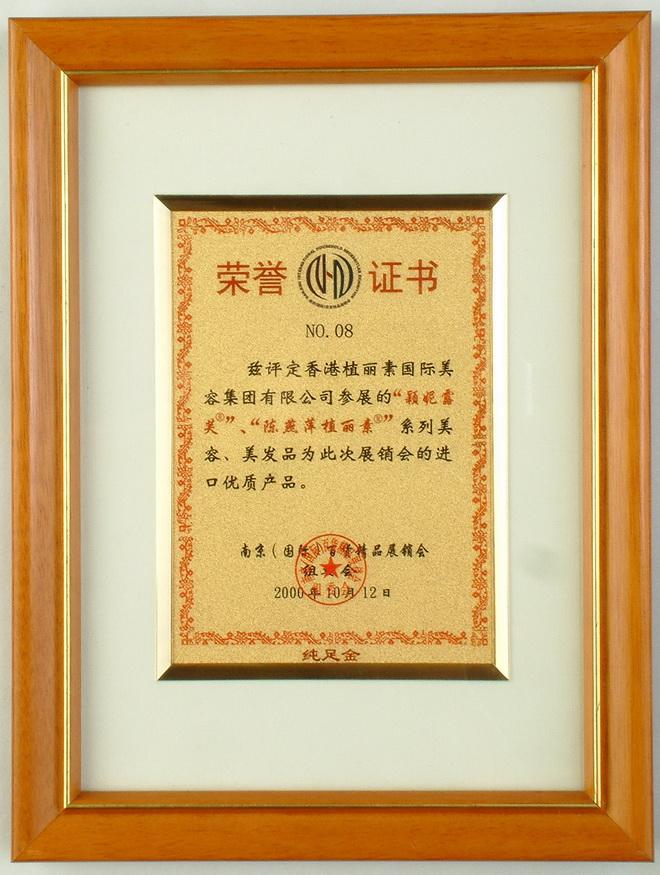 荣誉 证书
NO.08
兹评定香港植丽素国际美
容集团有限公司参展的“颖妮露
芙®”、“陈燕萍植丽素®”系列美
容、美发品为此次展销会的进
口优质产品。
南京(国际)百货精品展销会
组委会
2000年10月12日
纯足金